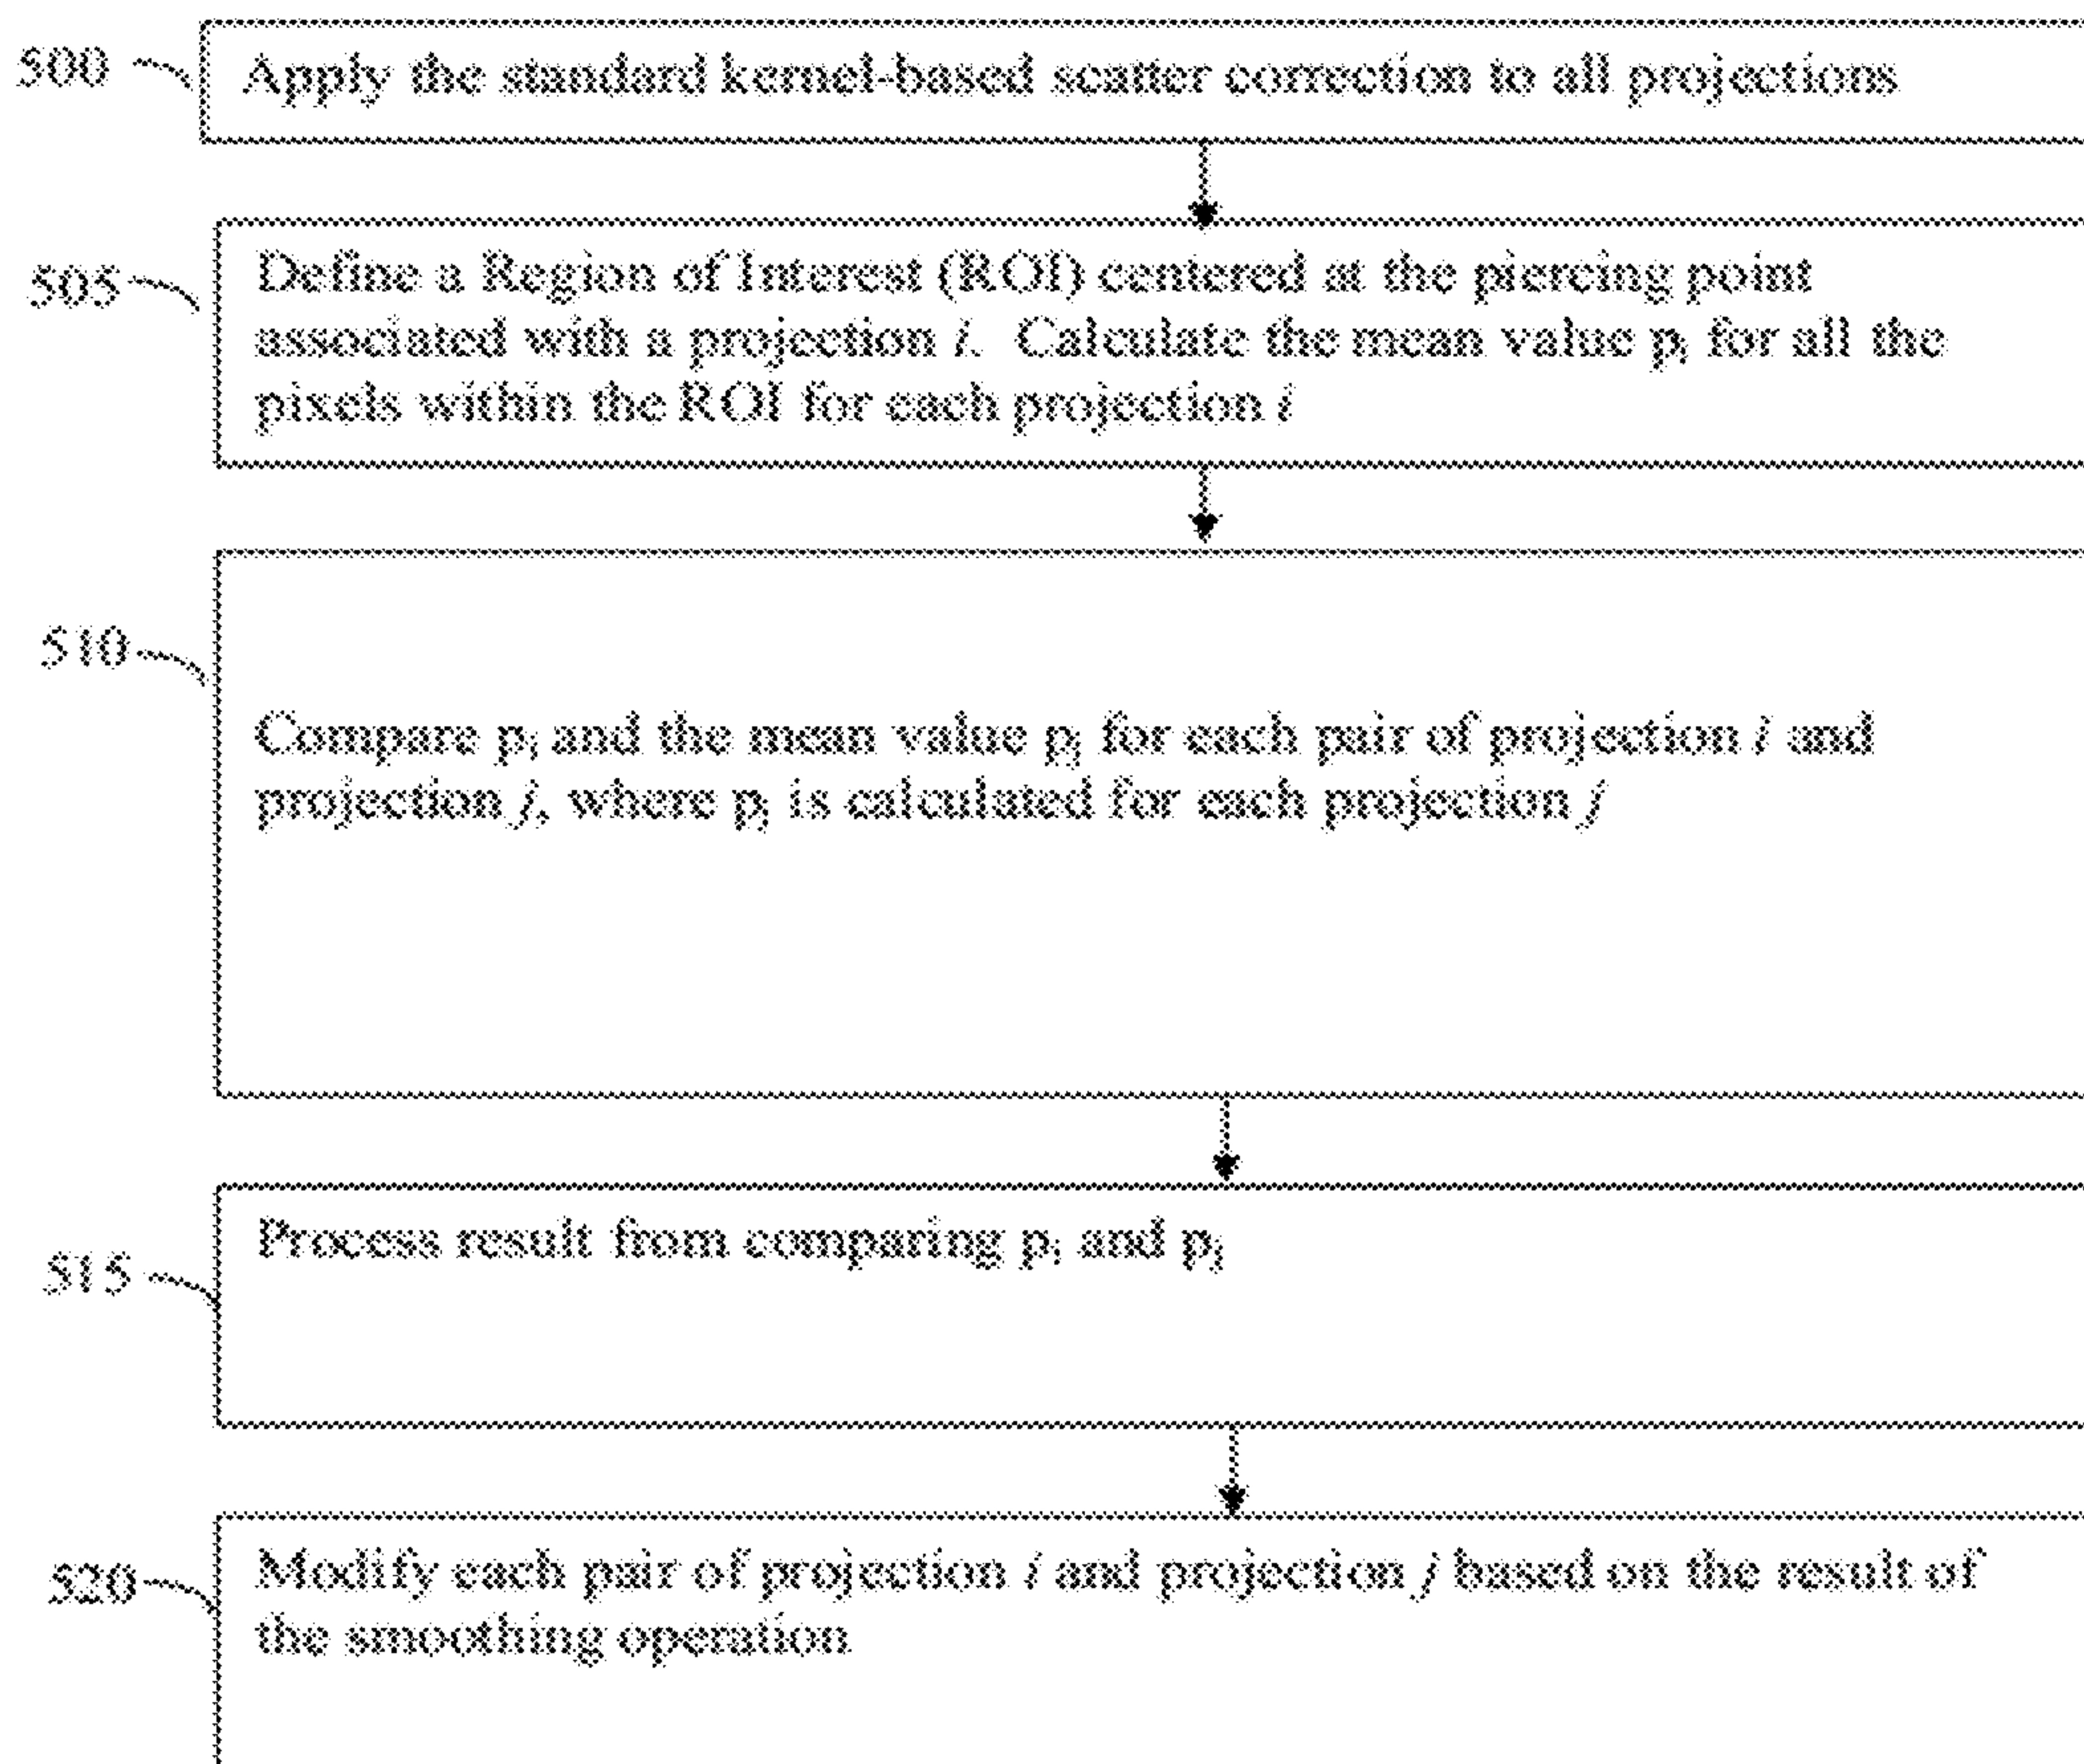 500
Apply the standard kernel-based scatter correction to all projections
505
Define a Region of Interest (ROI) centered at the piercing point
associated with a projection i. Calculate the mean value pᵢ for all the
pixels within the ROI for each projection i
510
Compare pᵢ and the mean value pⱼ for each pair of projection i and
projection j, where pⱼ is calculated for each projection j
515
Process result from comparing pᵢ and pⱼ
520
Modify each pair of projection i and projection j based on the result of
the smoothing operation